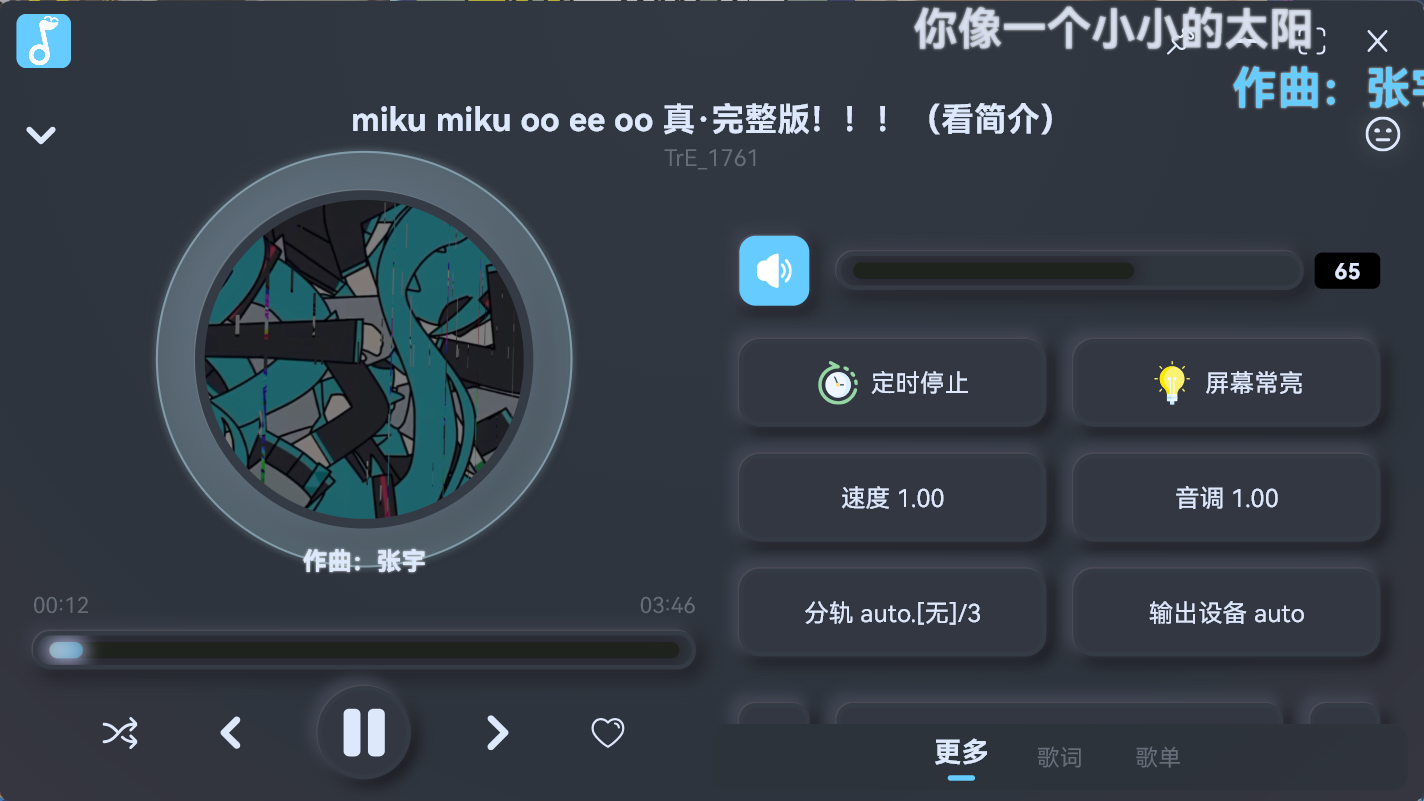 你像一个小小的太阳
作曲：张宇
miku miku oo ee oo 真·完整版！！！（看简介）
TrE_1761
65
定时停止
屏幕常亮
速度 1.00
音调 1.00
作曲：张宇
00:12
03:46
分轨 auto.[无]/3
输出设备 auto
更多
歌词
歌单